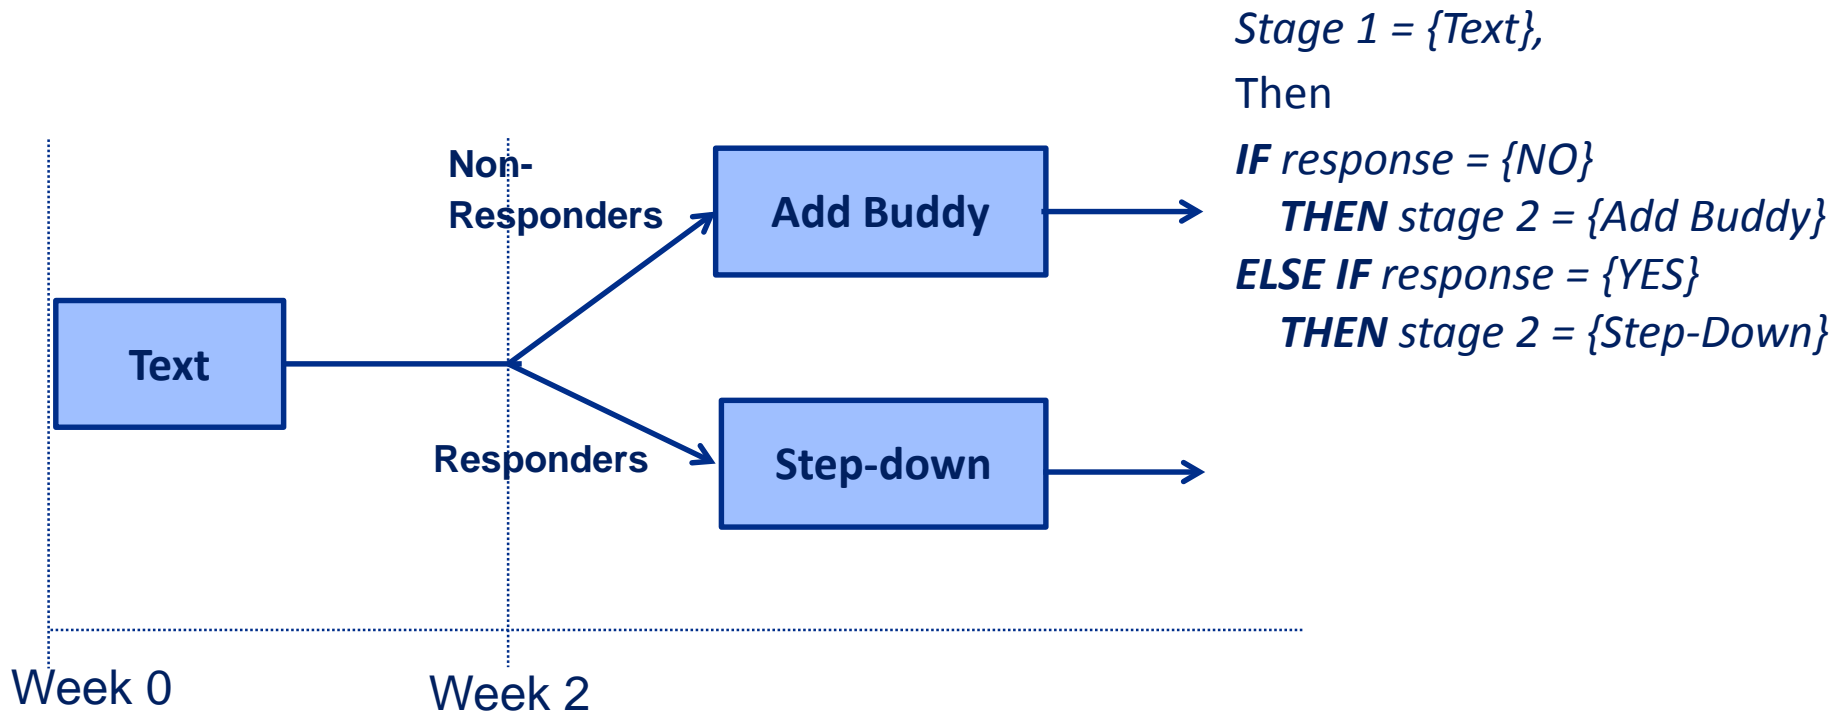 Stage 1 = {Text},
Then
IF response = {NO}
THEN stage 2 = {Add Buddy}
ELSE IF response = {YES}
THEN stage 2 = {Step-Down}
Non-
Responders
Add Buddy
Text
Responders
Step-down
Week 0
Week 2